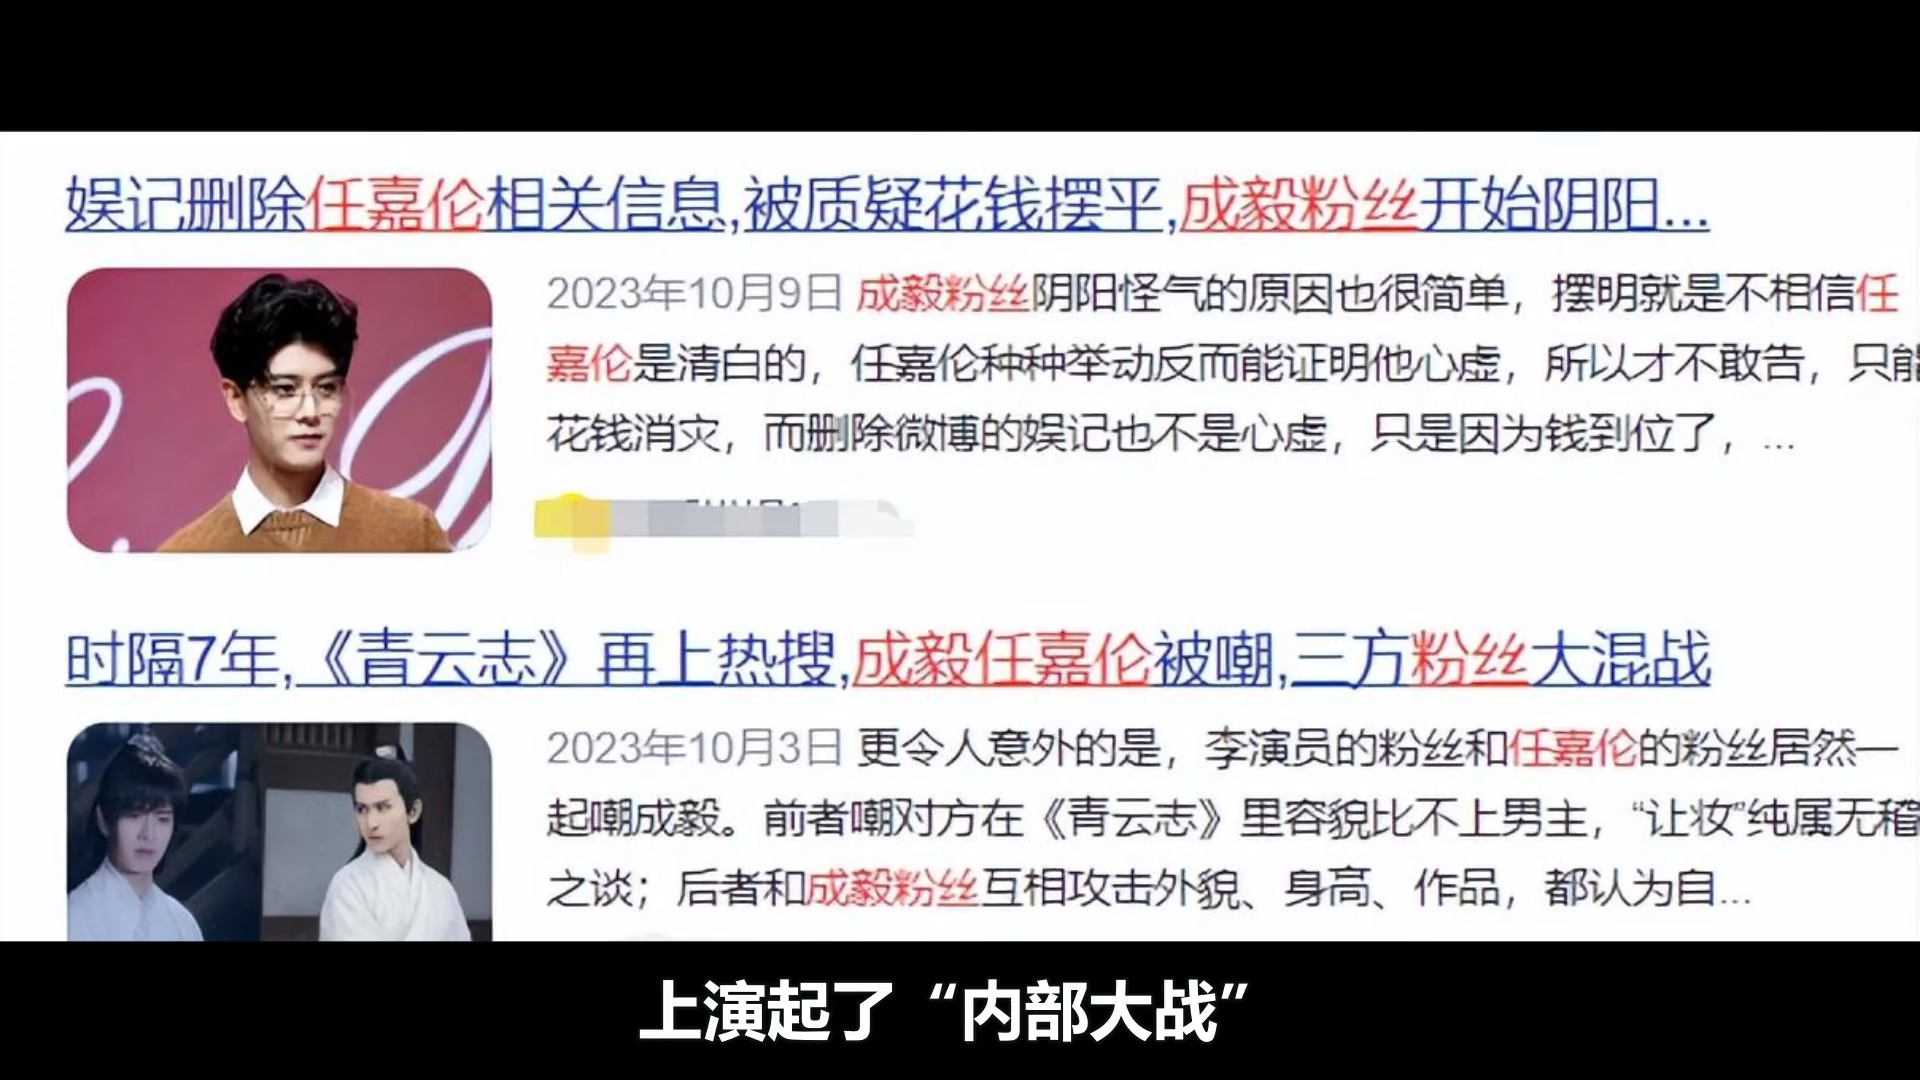 娱记删除任嘉伦相关信息,被质疑花钱摆平,成毅粉丝开始阴阳...
2023年10月9日 成毅粉丝阴阳怪气的原因也很简单，摆明就是不相信任
嘉伦是清白的，任嘉伦种种举动反而能证明他心虚，所以才不敢告，只能
花钱消灾，而删除微博的娱记也不是心虚，只是因为钱到位了，...
时隔7年,《青云志》再上热搜,成毅任嘉伦被嘲,三方粉丝大混战
2023年10月3日 更令人意外的是，李演员的粉丝和任嘉伦的粉丝居然一
起嘲成毅。前者嘲对方在《青云志》里容貌比不上男主，“让妆”纯属无稽
之谈；后者和成毅粉丝互相攻击外貌、身高、作品，都认为自...
上演起了“内部大战”